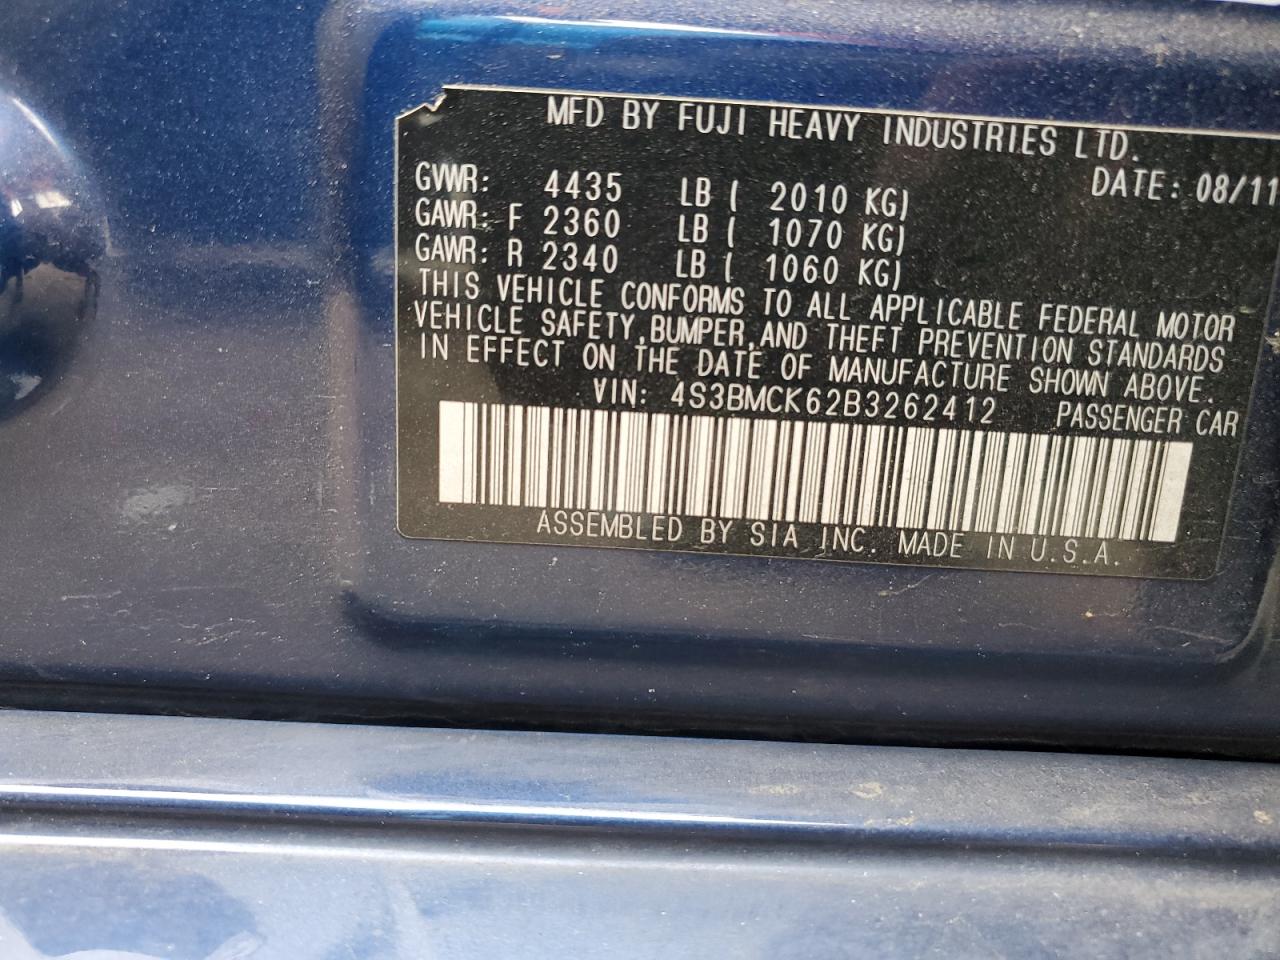 MFD BY FUJI HEAVY INDUSTRIES LTD.
DATE: 08/11
GVWR: 4435 LB ( 2010 KG)
GAWR: F 2360 LB ( 1070 KG)
GAWR: R 2340 LB ( 1060 KG)
THIS VEHICLE CONFORMS TO ALL APPLICABLE FEDERAL MOTOR
VEHICLE SAFETY,BUMPER,AND THEFT PREVENTION STANDARDS
IN EFFECT ON THE DATE OF MANUFACTURE SHOWN ABOVE.
VIN: 4S3BMCK62B3262412 PASSENGER CAR
ASSEMBLED BY SIA INC. MADE IN U.S.A.